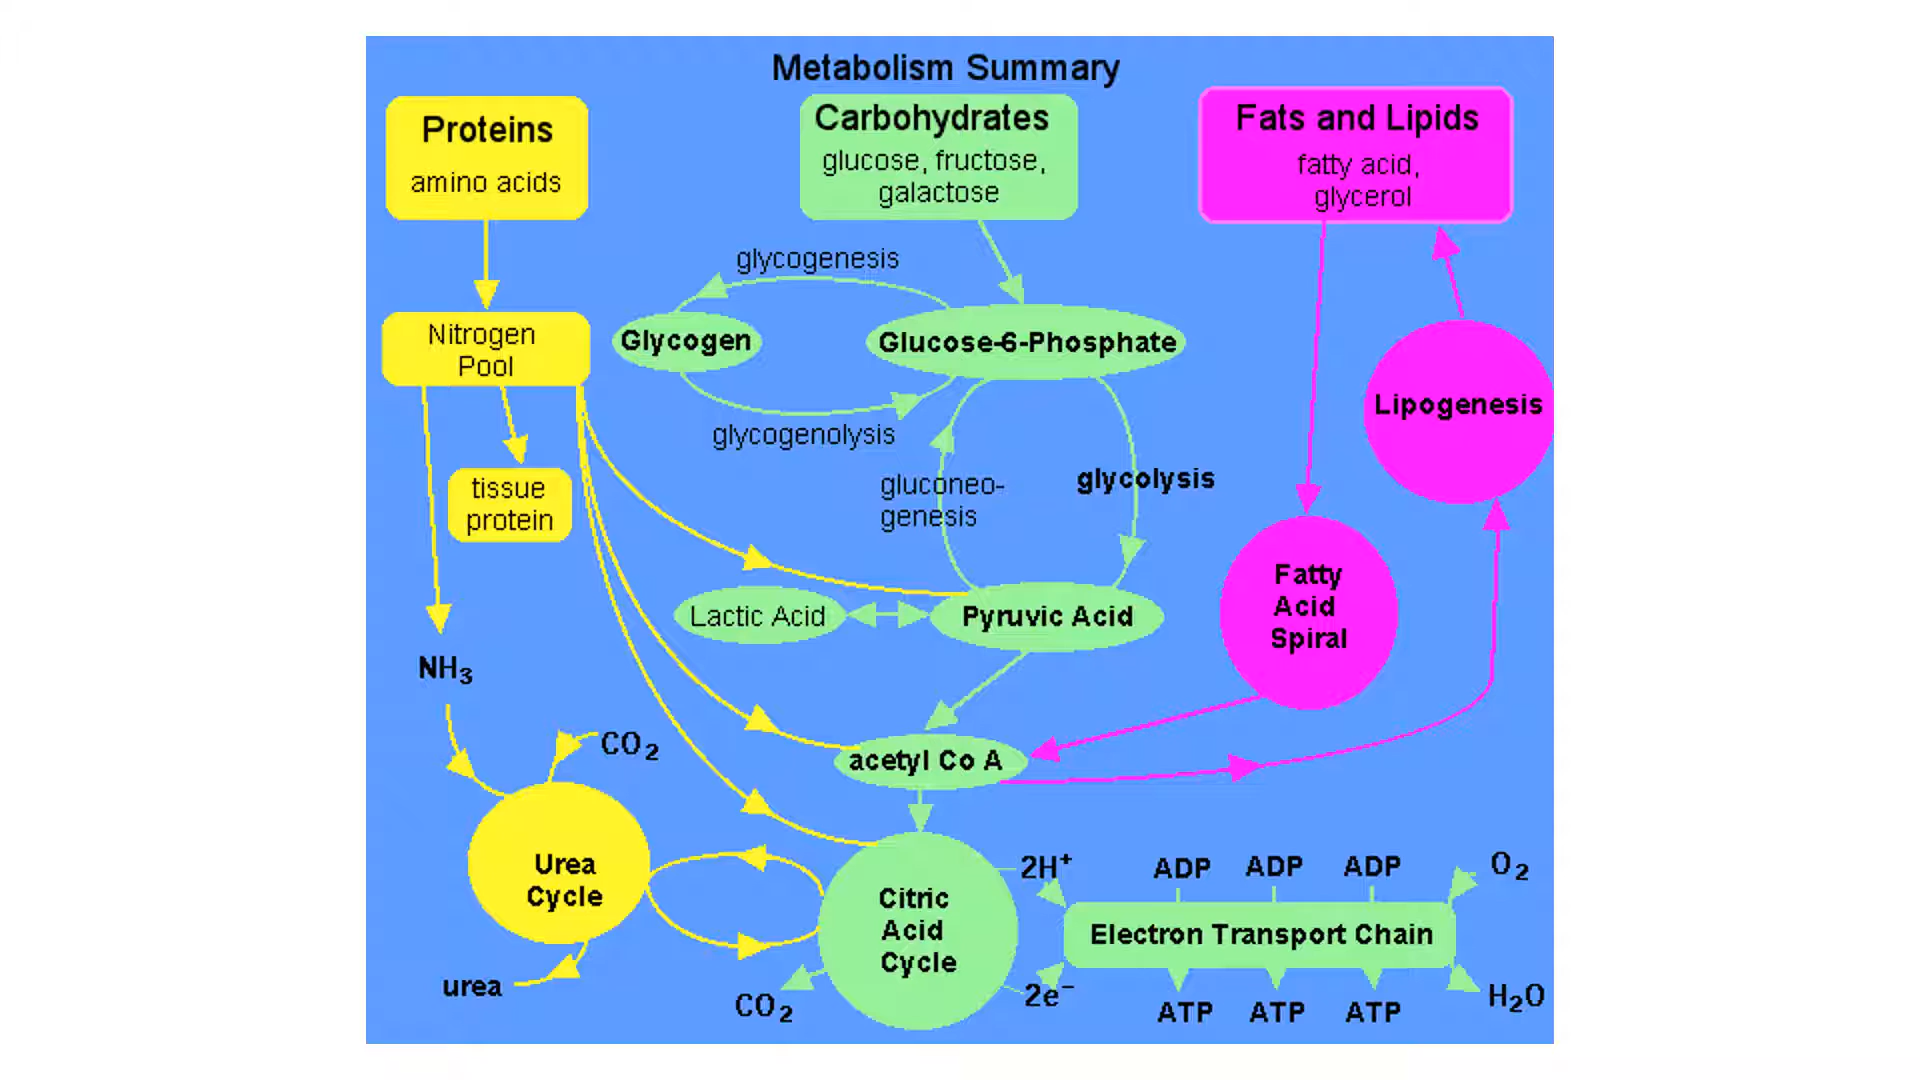 Metabolism Summary
Proteins
amino acids
Carbohydrates
glucose, fructose,
galactose
Fats and Lipids
fatty acid,
glycerol
glycogenesis
Nitrogen
Pool
Glycogen
Glucose-6-Phosphate
Lipogenesis
glycogenolysis
gluconeo-
genesis
glycolysis
tissue
protein
Fatty
Acid
Spiral
Lactic Acid
Pyruvic Acid
NH₃
CO₂
acetyl Co A
Urea
Cycle
Citric
Acid
Cycle
2H⁺
ADP
ADP
ADP
O₂
Electron Transport Chain
urea
CO₂
2e⁻
ATP
ATP
ATP
H₂O